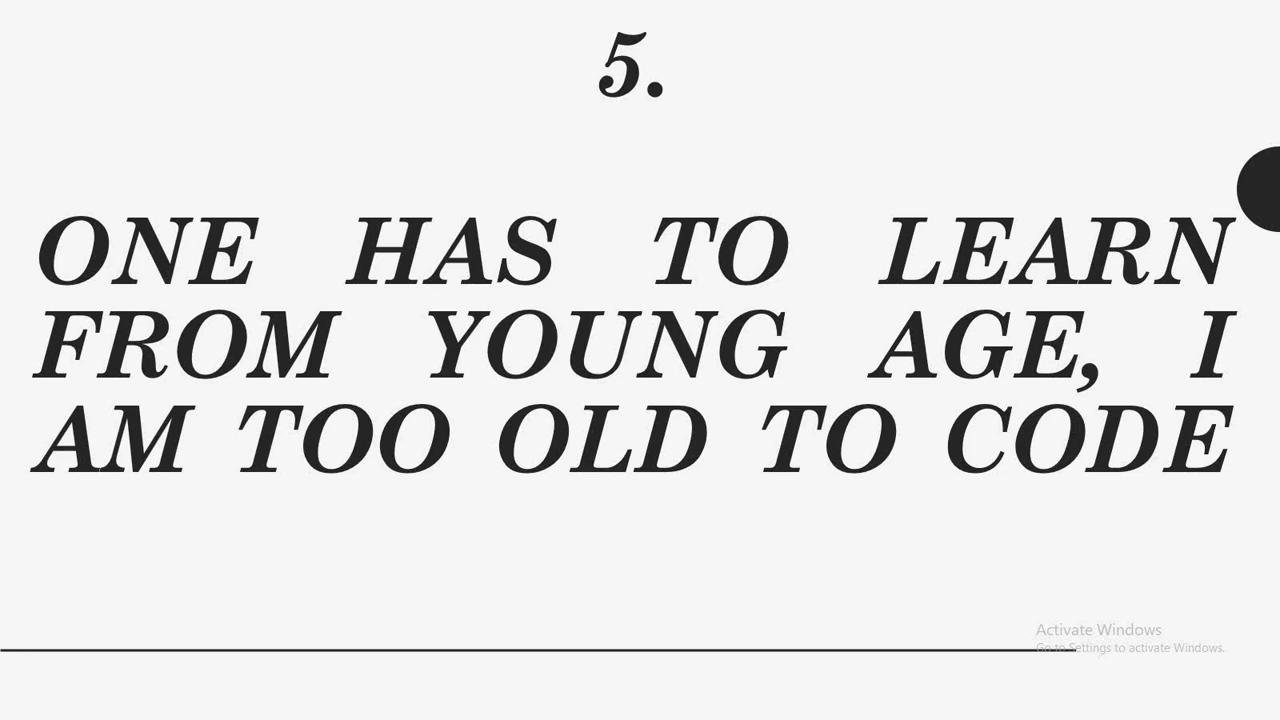 5.
ONE HAS TO LEARN
FROM YOUNG AGE, I
AM TOO OLD TO CODE
Activate Windows
Go to Settings to activate Windows.